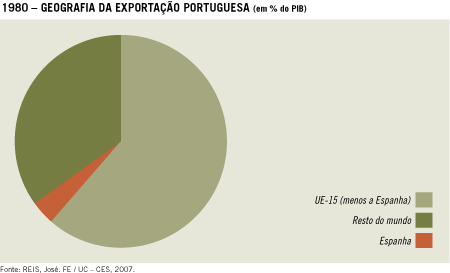 1980 – GEOGRAFIA DA EXPORTAÇÃO PORTUGUESA (em % do PIB)
UE-15 (menos a Espanha)
Resto do mundo
Espanha
Fonte: REIS, José. FE / UC – CES, 2007.